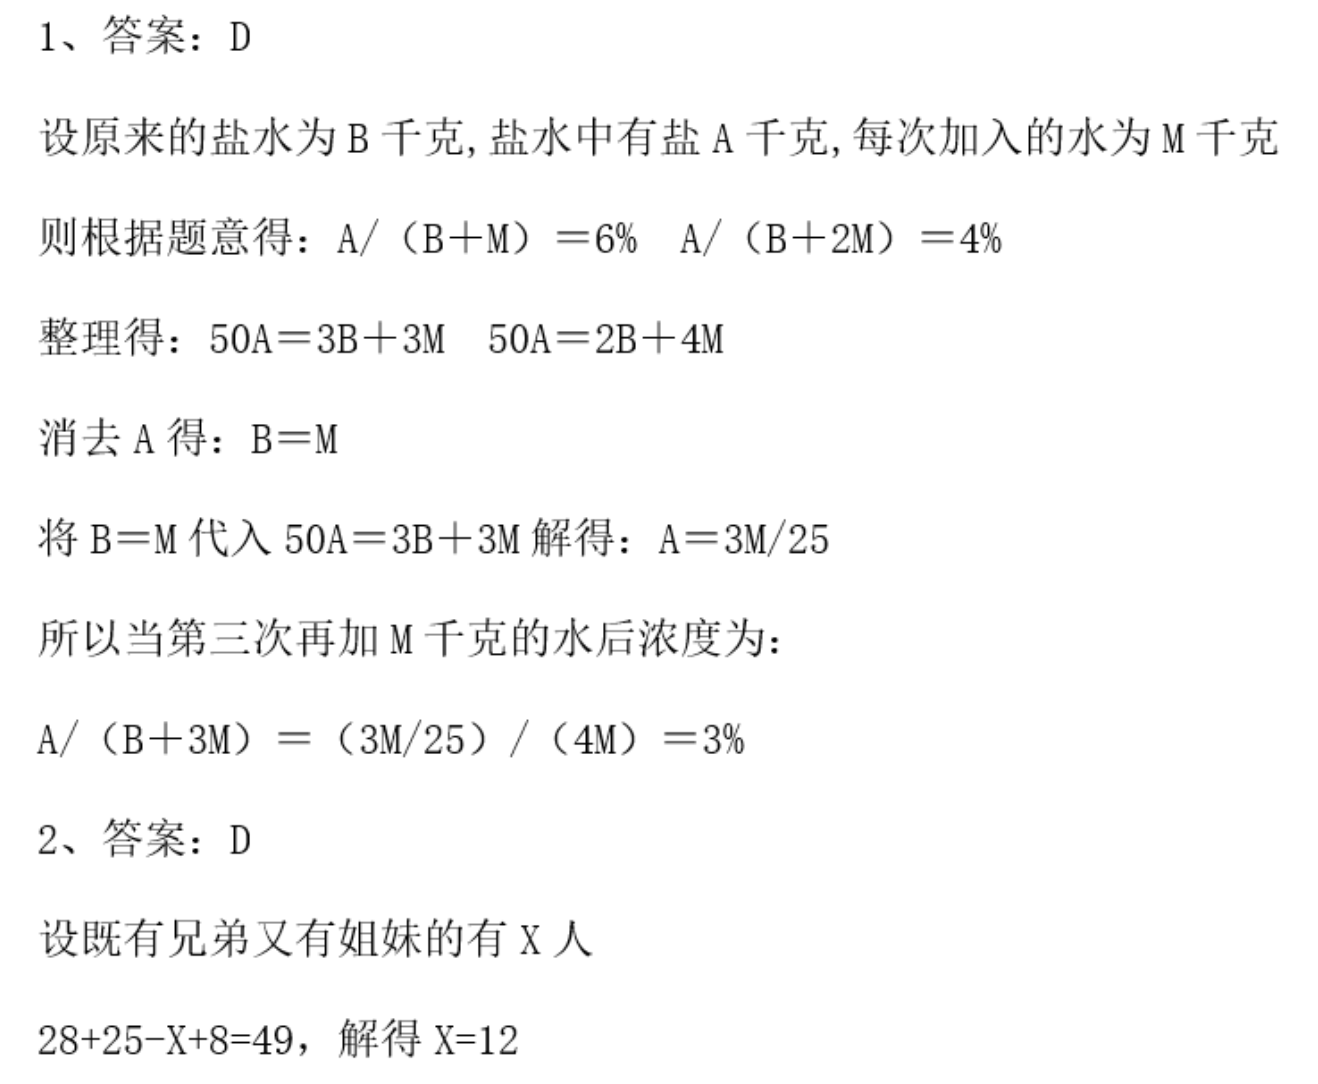 1、答案：D
设原来的盐水为 B 千克,盐水中有盐 A 千克,每次加入的水为 M 千克
则根据题意得：A/（B＋M）＝6%　A/（B＋2M）＝4%
整理得：50A＝3B＋3M　50A＝2B＋4M
消去 A 得：B＝M
将 B＝M 代入 50A＝3B＋3M 解得：A＝3M/25
所以当第三次再加 M 千克的水后浓度为：
A/（B＋3M）＝（3M/25）/（4M）＝3%
2、答案：D
设既有兄弟又有姐妹的有 X 人
28+25-X+8=49，解得 X=12